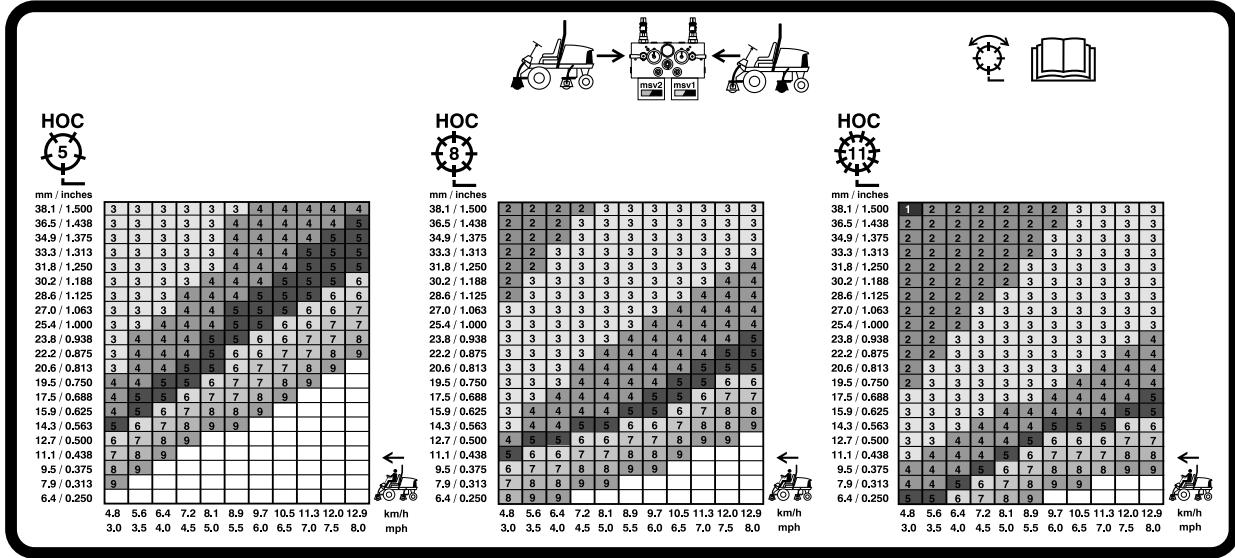 msv2 msv1
HOC
5
mm / inches
38.1 / 1.500 3 3 3 3 3 3 4 4 4 4 4
36.5 / 1.438 3 3 3 3 3 4 4 4 4 4 5
34.9 / 1.375 3 3 3 3 3 4 4 4 4 5 5
33.3 / 1.313 3 3 3 3 3 4 4 4 5 5 5
31.8 / 1.250 3 3 3 3 3 4 4 4 5 5 5
30.2 / 1.188 3 3 3 3 4 4 4 5 5 5 6
28.6 / 1.125 3 3 3 4 4 4 5 5 5 6 6
27.0 / 1.063 3 3 3 4 4 5 5 5 6 6 7
25.4 / 1.000 3 3 4 4 4 5 5 6 6 7 7
23.8 / 0.938 3 4 4 4 5 5 6 6 7 7 8
22.2 / 0.875 3 4 4 4 5 6 6 7 7 8 9
20.6 / 0.813 3 4 4 5 5 6 7 7 8 9
19.5 / 0.750 4 4 5 5 6 7 7 8 9
17.5 / 0.688 4 5 5 6 7 7 8 9
15.9 / 0.625 4 5 6 7 7 8 9
14.3 / 0.563 5 6 7 7 8 9
12.7 / 0.500 6 7 8 9
11.1 / 0.438 7 8 9
9.5 / 0.375 8 9
7.9 / 0.313 9
6.4 / 0.250
4.8 5.6 6.4 7.2 8.1 8.9 9.7 10.5 11.3 12.0 12.9 km/h
3.0 3.5 4.0 4.5 5.0 5.5 6.0 6.5 7.0 7.5 8.0 mph
HOC
8
mm / inches
38.1 / 1.500 2 2 2 2 3 3 3 3 3 3 3
36.5 / 1.438 2 2 2 3 3 3 3 3 3 3 3
34.9 / 1.375 2 2 2 3 3 3 3 3 3 3 3
33.3 / 1.313 2 2 3 3 3 3 3 3 3 3 3
31.8 / 1.250 2 2 3 3 3 3 3 3 3 3 4
30.2 / 1.188 2 3 3 3 3 3 3 3 3 4 4
28.6 / 1.125 2 3 3 3 3 3 3 3 4 4 4
27.0 / 1.063 3 3 3 3 3 3 3 4 4 4 4
25.4 / 1.000 3 3 3 3 3 3 4 4 4 4 4
23.8 / 0.938 3 3 3 3 3 4 4 4 4 4 5
22.2 / 0.875 3 3 3 3 4 4 4 4 4 5 5
20.6 / 0.813 3 3 3 4 4 4 4 4 5 5 5
19.5 / 0.750 3 3 3 4 4 4 4 5 5 6 6
17.5 / 0.688 3 3 4 4 4 4 5 5 6 6 7
15.9 / 0.625 3 4 4 4 4 5 5 6 7 7 8
14.3 / 0.563 3 4 4 5 5 6 6 7 8 8 9
12.7 / 0.500 4 5 5 6 6 7 7 8 9 9
11.1 / 0.438 5 6 6 7 7 8 8 9
9.5 / 0.375 6 7 7 8 8 9 9
7.9 / 0.313 7 7 8 9 9
6.4 / 0.250 8 9 9
4.8 5.6 6.4 7.2 8.1 8.9 9.7 10.5 11.3 12.0 12.9 km/h
3.0 3.5 4.0 4.5 5.0 5.5 6.0 6.5 7.0 7.5 8.0 mph
HOC
11
mm / inches
38.1 / 1.500 1 2 2 2 2 2 2 3 3 3 3
36.5 / 1.438 2 2 2 2 2 2 2 3 3 3 3
34.9 / 1.375 2 2 2 2 2 2 3 3 3 3 3
33.3 / 1.313 2 2 2 2 2 2 3 3 3 3 3
31.8 / 1.250 2 2 2 2 2 3 3 3 3 3 3
30.2 / 1.188 2 2 2 2 2 3 3 3 3 3 3
28.6 / 1.125 2 2 2 2 3 3 3 3 3 3 3
27.0 / 1.063 2 2 2 3 3 3 3 3 3 3 3
25.4 / 1.000 2 2 2 3 3 3 3 3 3 3 3
23.8 / 0.938 2 2 3 3 3 3 3 3 3 3 4
22.2 / 0.875 2 2 3 3 3 3 3 3 3 4 4
20.6 / 0.813 2 3 3 3 3 3 3 3 4 4 4
19.5 / 0.750 2 3 3 3 3 3 3 4 4 4 4
17.5 / 0.688 3 3 3 3 3 3 4 4 4 4 5
15.9 / 0.625 3 3 3 3 4 4 4 4 4 5 5
14.3 / 0.563 3 3 3 4 4 4 5 5 5 6 6
12.7 / 0.500 3 3 4 4 4 5 6 6 6 7 7
11.1 / 0.438 3 4 4 4 5 6 6 7 7 8 8
9.5 / 0.375 4 4 4 5 6 7 7 8 8 9 9
7.9 / 0.313 4 4 5 6 7 8 9 9
6.4 / 0.250 5 5 6 7 8 9
4.8 5.6 6.4 7.2 8.1 8.9 9.7 10.5 11.3 12.0 12.9 km/h
3.0 3.5 4.0 4.5 5.0 5.5 6.0 6.5 7.0 7.5 8.0 mph